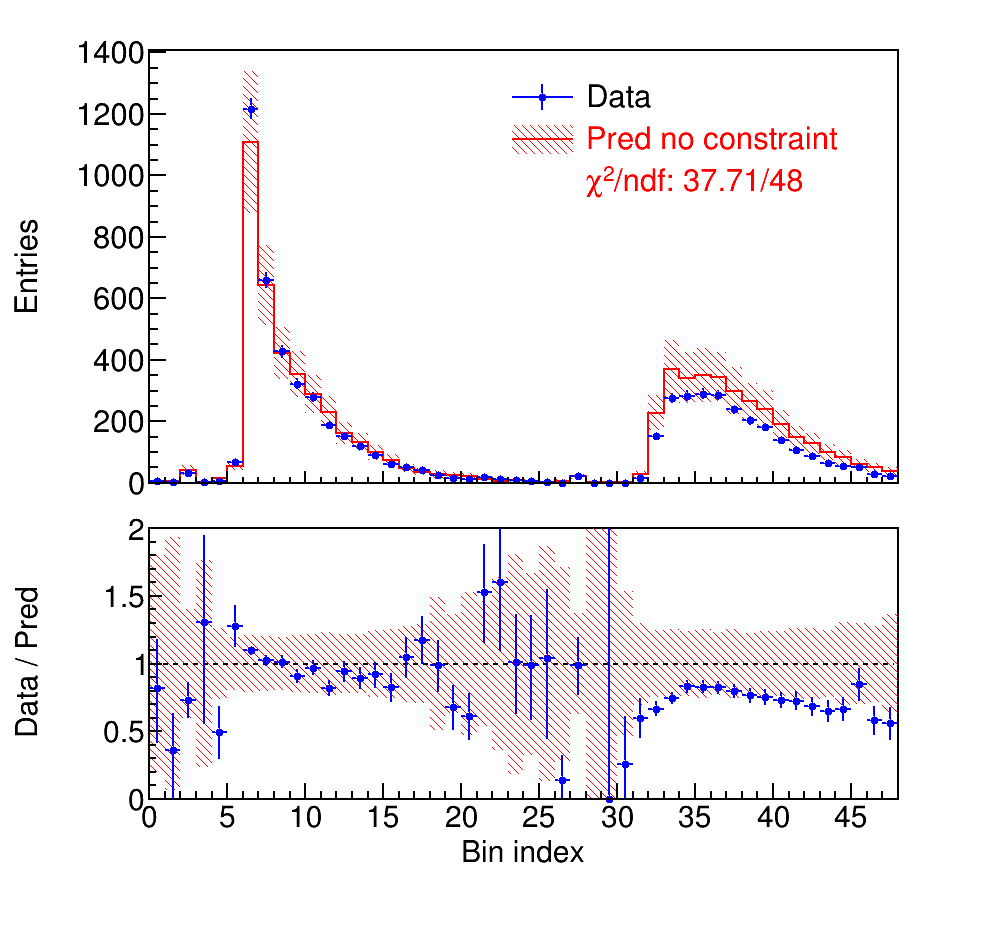 1400
1200
1000
800
600
400
200
0
Entries
Data
Pred no constraint
χ²/ndf: 37.71/48
2
1.5
1
0.5
0
Data / Pred
0 5 10 15 20 25 30 35 40 45
Bin index